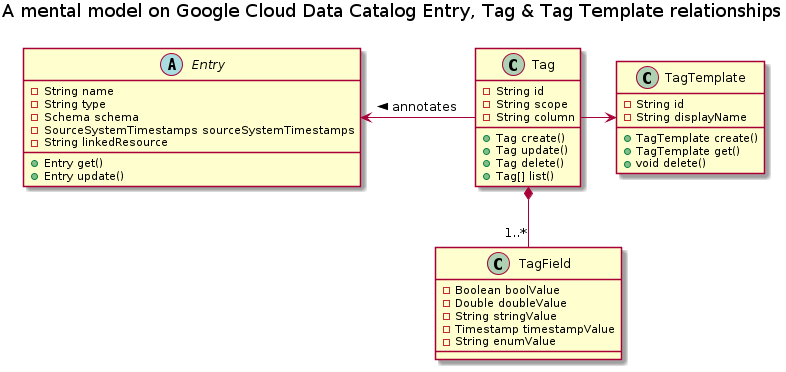 A mental model on Google Cloud Data Catalog Entry, Tag & Tag Template relationships
A Entry
String name
String type
Schema schema
SourceSystemTimestamps sourceSystemTimestamps
String linkedResource
Entry get()
Entry update()
annotates
C Tag
String id
String scope
String column
Tag create()
Tag update()
Tag delete()
Tag[] list()
C TagTemplate
String id
String displayName
TagTemplate create()
TagTemplate get()
void delete()
1..*
C TagField
Boolean boolValue
Double doubleValue
String stringValue
Timestamp timestampValue
String enumValue